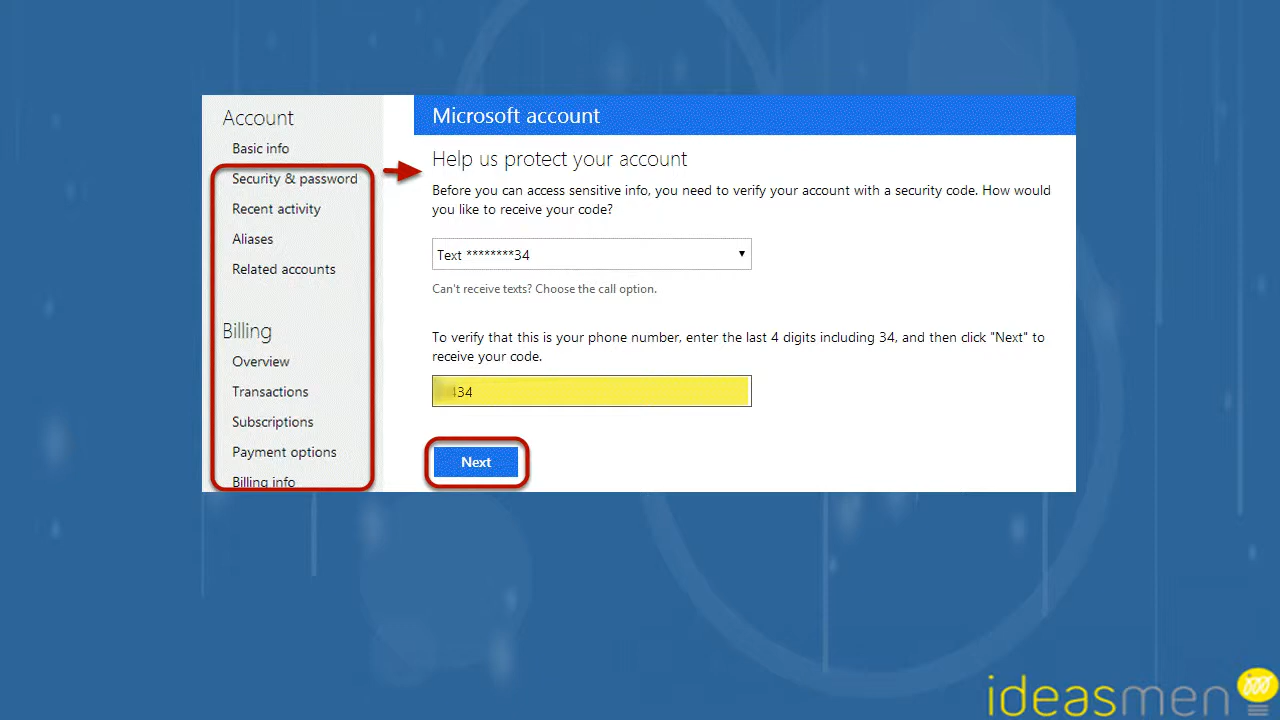 Account
Basic info
Security & password
Recent activity
Aliases
Related accounts
Billing
Overview
Transactions
Subscriptions
Payment options
Billing info
Microsoft account
Help us protect your account
Before you can access sensitive info, you need to verify your account with a security code. How would
you like to receive your code?
Text ********34
Can't receive texts? Choose the call option.
To verify that this is your phone number, enter the last 4 digits including 34, and then click "Next" to
receive your code.
34
Next
ideasmen